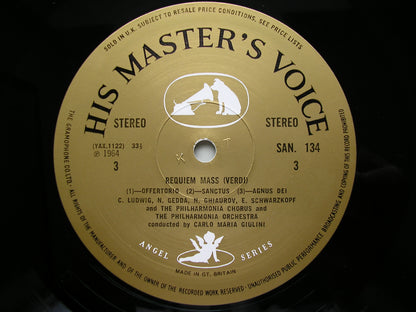 SOLD IN U.K. SUBJECT TO RESALE PRICE CONDITIONS, SEE PRICE LISTS
HIS MASTER'S VOICE
STEREO STEREO
(YAX.1122) 33⅓
℗ 1964
SAN. 134
3 3
K T
REQUIEM MASS (VERDI)
(1)—OFFERTORIO (2)—SANCTUS (3)—AGNUS DEI
C. LUDWIG, N. GEDDA, N. GHIAUROV, E. SCHWARZKOPF
and THE PHILHARMONIA CHORUS and
THE PHILHARMONIA ORCHESTRA
conducted by CARLO MARIA GIULINI
ANGEL SERIES
MADE IN GT. BRITAIN
THE GRAMOPHONE CO. LTD. ALL RIGHTS OF THE MANUFACTURER AND OF THE OWNER OF THE RECORDED WORK RESERVED · UNAUTHORISED PUBLIC PERFORMANCE BROADCASTING AND COPYING OF THIS RECORD PROHIBITED